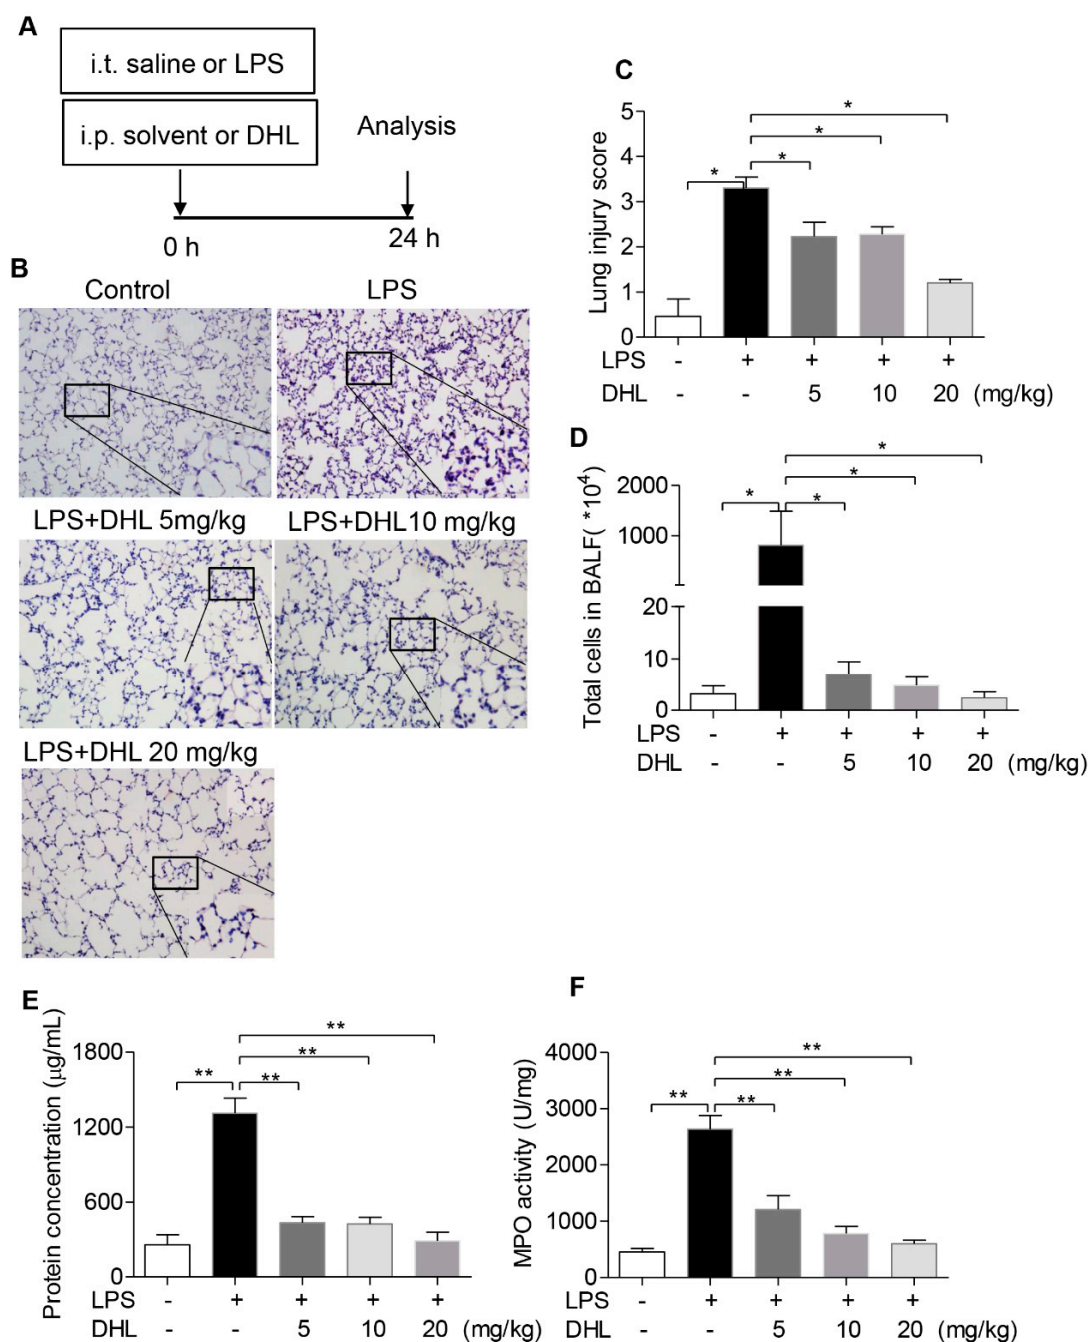 A
i.t. saline or LPS
i.p. solvent or DHL
Analysis
0 h
24 h
B
Control
LPS
LPS+DHL 5mg/kg
LPS+DHL10 mg/kg
LPS+DHL 20 mg/kg
C
Lung injury score
5
4
3
2
1
0
*
*
*
*
LPS - + + + +
DHL - - 5 10 20 (mg/kg)
D
Total cells in BALF( *10⁴)
2000
1000
20
10
0
*
*
*
*
LPS - + + + +
DHL - - 5 10 20 (mg/kg)
E
Protein concentration (μg/mL)
1800
1200
600
0
**
**
**
**
LPS - + + + +
DHL - - 5 10 20 (mg/kg)
F
MPO activity (U/mg)
4000
3000
2000
1000
0
**
**
**
**
LPS - + + + +
DHL - - 5 10 20 (mg/kg)